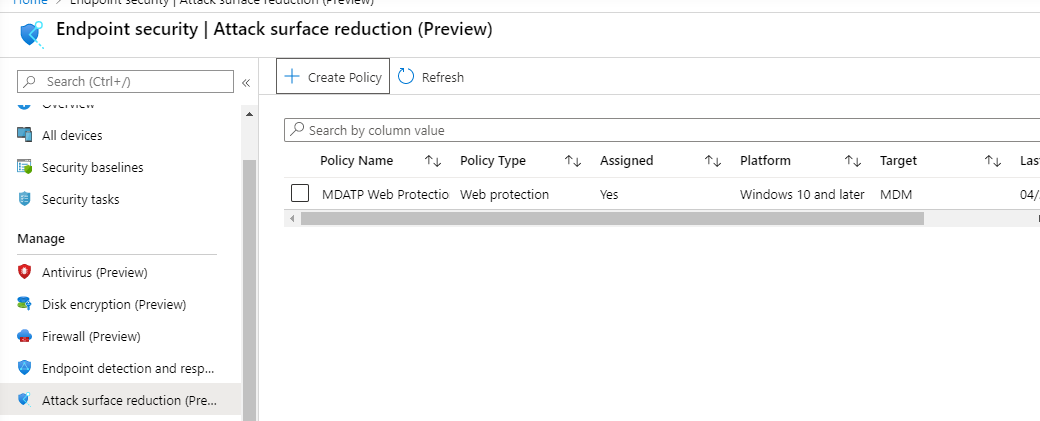 Home > Endpoint security | Attack surface reduction (Preview)
Endpoint security | Attack surface reduction (Preview)
Search (Ctrl+/)
«
Overview
All devices
Security baselines
Security tasks
Manage
Antivirus (Preview)
Disk encryption (Preview)
Firewall (Preview)
Endpoint detection and resp...
Attack surface reduction (Pre...
Create Policy Refresh
Search by column value
Policy Name Policy Type Assigned Platform Target Las
MDATP Web Protectio Web protection Yes Windows 10 and later MDM 04/